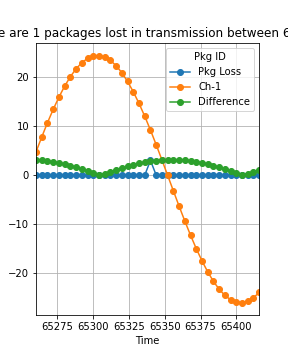 e are 1 packages lost in transmission between 6
Pkg ID
Pkg Loss
Ch-1
Difference
20
10
0
−10
−20
65275 65300 65325 65350 65375 65400
Time